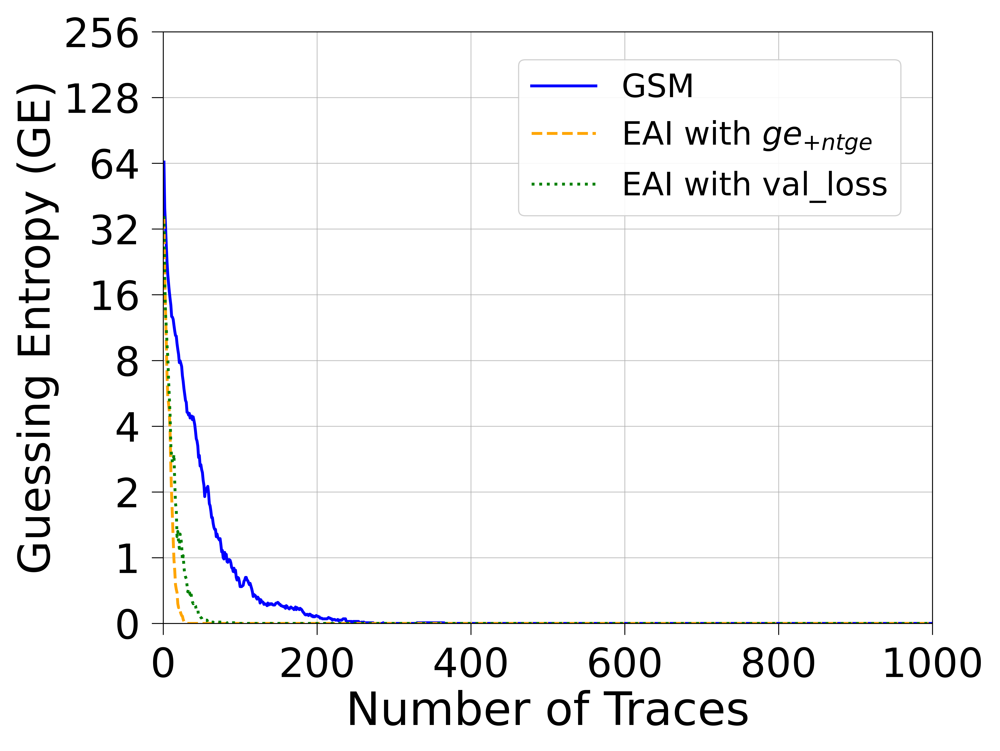 Guessing Entropy (GE)
256
128
64
32
16
8
4
2
1
0
GSM
EAI with ge+ntge
EAI with val_loss
0 200 400 600 800 1000
Number of Traces